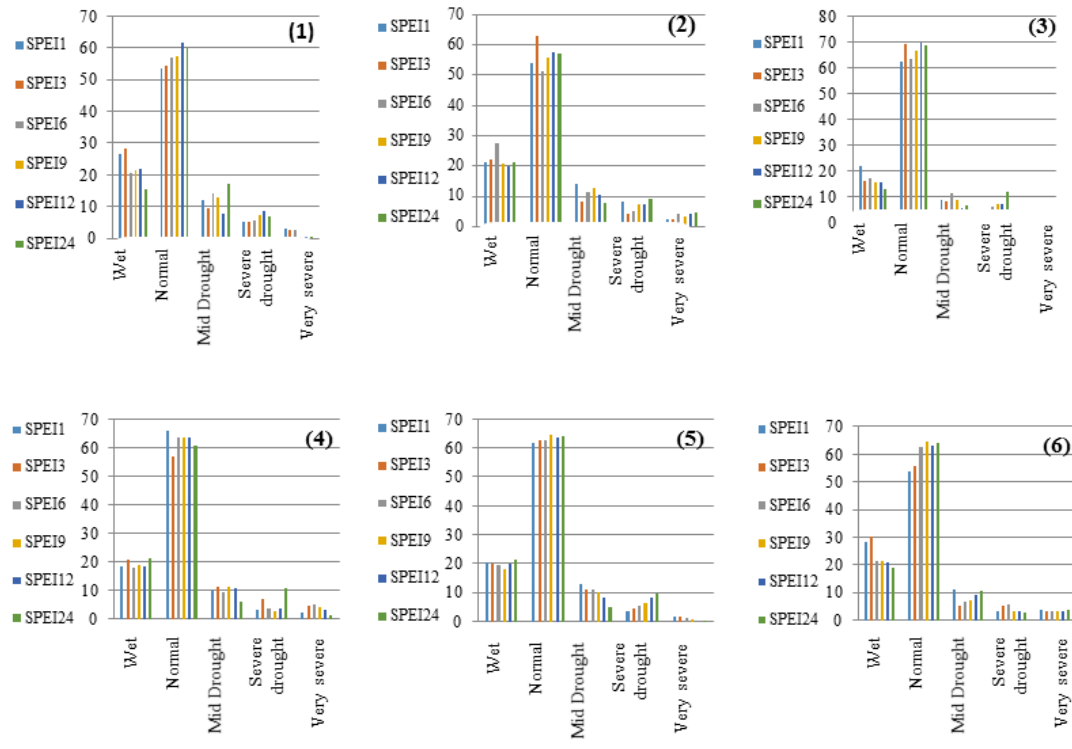 (1)
SPEI1
SPEI3
SPEI6
SPEI9
SPEI12
SPEI24
70
60
50
40
30
20
10
0
Wet
Normal
Mid Drought
Severe
drought
Very severe
(2)
SPEI1
SPEI3
SPEI6
SPEI9
SPEI12
SPEI24
70
60
50
40
30
20
10
0
Wet
Normal
Mid Drought
Severe
drought
Very severe
(3)
SPEI1
SPEI3
SPEI6
SPEI9
SPEI12
SPEI24
80
70
60
50
40
30
20
10
0
Wet
Normal
Mid Drought
Severe
drought
Very severe
(4)
SPEI1
SPEI3
SPEI6
SPEI9
SPEI12
SPEI24
70
60
50
40
30
20
10
0
Wet
Normal
Mid Drought
Severe
drought
Very severe
(5)
SPEI1
SPEI3
SPEI6
SPEI9
SPEI12
SPEI24
70
60
50
40
30
20
10
0
Wet
Normal
Mid Drought
Severe
drought
Very severe
(6)
SPEI1
SPEI3
SPEI6
SPEI9
SPEI12
SPEI24
70
60
50
40
30
20
10
0
Wet
Normal
Mid Drought
Severe
drought
Very severe